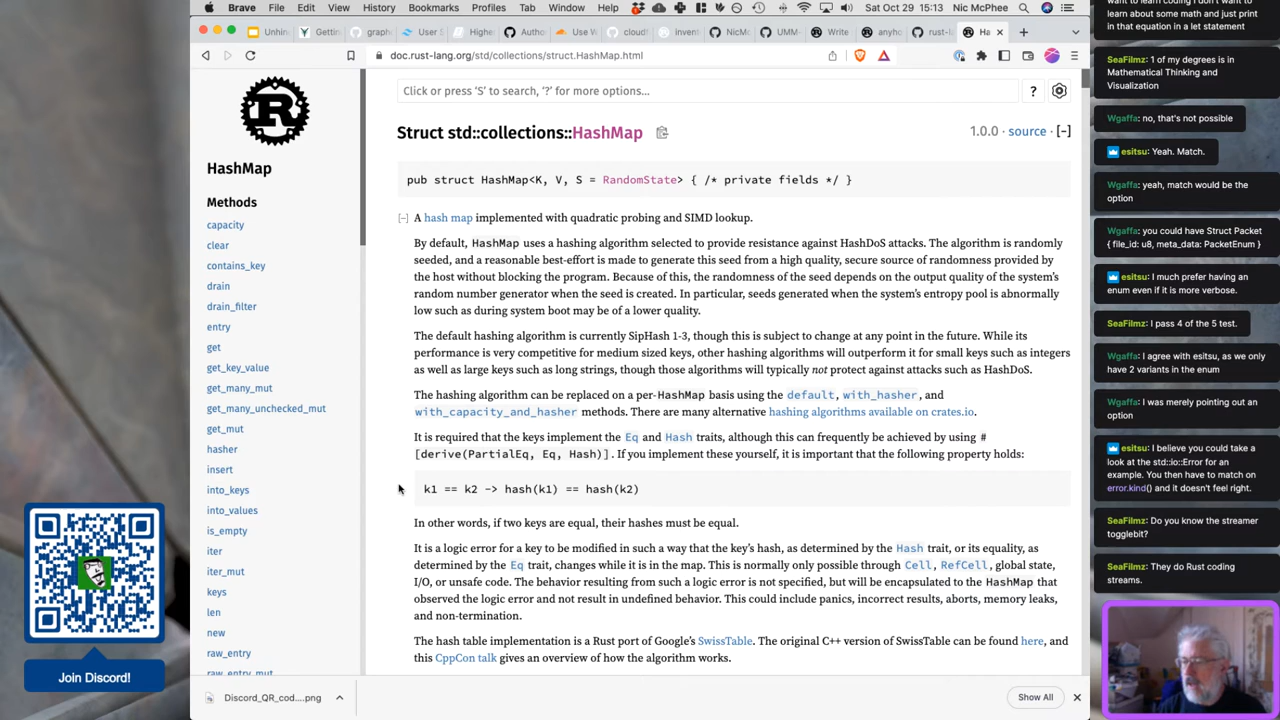 Brave File Edit View History Bookmarks Profiles Tab Window Help Sat Oct 29 15:13 Nic McPhee
Unhin Gettin graph User S Highe Author Use V cloud! invent NicM UMM- Write anyho rust-l Ha
doc.rust-lang.org/std/collections/struct.HashMap.html
Click or press ‘S’ to search, ‘?’ for more options…
?
HashMap
Methods
capacity
clear
contains_key
drain
drain_filter
entry
get
get_key_value
get_many_mut
get_many_unchecked_mut
get_mut
hasher
insert
into_keys
into_values
is_empty
iter
iter_mut
keys
len
new
raw_entry
raw_entry_mut
Struct std::collections::HashMap
1.0.0 · source · [-]
pub struct HashMap<K, V, S = RandomState> { /* private fields */ }
[-] A hash map implemented with quadratic probing and SIMD lookup.
By default, HashMap uses a hashing algorithm selected to provide resistance against HashDoS attacks. The algorithm is randomly
seeded, and a reasonable best-effort is made to generate this seed from a high quality, secure source of randomness provided by
the host without blocking the program. Because of this, the randomness of the seed depends on the output quality of the system’s
random number generator when the seed is created. In particular, seeds generated when the system’s entropy pool is abnormally
low such as during system boot may be of a lower quality.
The default hashing algorithm is currently SipHash 1-3, though this is subject to change at any point in the future. While its
performance is very competitive for medium sized keys, other hashing algorithms will outperform it for small keys such as integers
as well as large keys such as long strings, though those algorithms will typically not protect against attacks such as HashDoS.
The hashing algorithm can be replaced on a per-HashMap basis using the default, with_hasher, and
with_capacity_and_hasher methods. There are many alternative hashing algorithms available on crates.io.
It is required that the keys implement the Eq and Hash traits, although this can frequently be achieved by using #
[derive(PartialEq, Eq, Hash)]. If you implement these yourself, it is important that the following property holds:
k1 == k2 -> hash(k1) == hash(k2)
In other words, if two keys are equal, their hashes must be equal.
It is a logic error for a key to be modified in such a way that the key’s hash, as determined by the Hash trait, or its equality, as
determined by the Eq trait, changes while it is in the map. This is normally only possible through Cell, RefCell, global state,
I/O, or unsafe code. The behavior resulting from such a logic error is not specified, but will be encapsulated to the HashMap that
observed the logic error and not result in undefined behavior. This could include panics, incorrect results, aborts, memory leaks,
and non-termination.
The hash table implementation is a Rust port of Google’s SwissTable. The original C++ version of SwissTable can be found here, and
this CppCon talk gives an overview of how the algorithm works.
Discord_QR_cod....png
Show All
Join Discord!
learn about some math and just print
in that equation in a let statement
SeaFilmz: 1 of my degrees is in
Mathematical Thinking and
Visualization
Wgaffa: no, that's not possible
esitsu: Yeah. Match.
Wgaffa: yeah, match would be the
option
Wgaffa: you could have Struct Packet
{ file_id: u8, meta_data: PacketEnum }
esitsu: I much prefer having an
enum even if it is more verbose.
SeaFilmz: I pass 4 of the 5 test.
Wgaffa: I agree with esitsu, as we only
have 2 variants in the enum
Wgaffa: I was merely pointing out an
option
esitsu: I believe you could take a
look at the std::io::Error for an
example. You then have to match on
error.kind() and it doesn't feel right.
SeaFilmz: Do you know the streamer
togglebit?
SeaFilmz: They do Rust coding
streams.